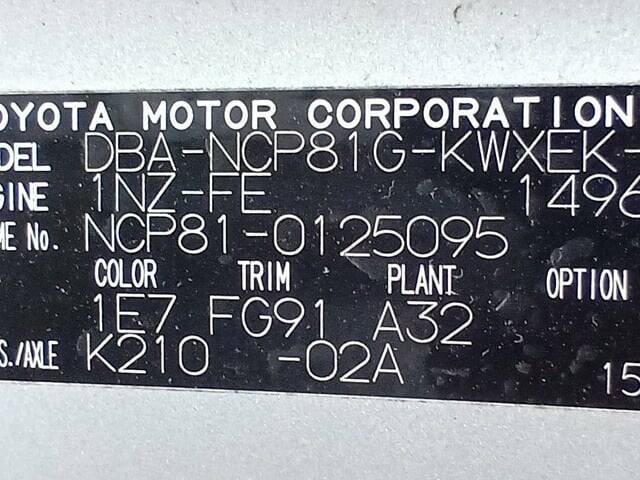 OYOTA MOTOR CORPORATION
ODEL DBA-NCP81G-KWXEK-
GINE 1NZ-FE 1496
ME No. NCP81-0125095
COLOR TRIM PLANT OPTION
1E7 FG91 A32
S./AXLE K210 -02A 15